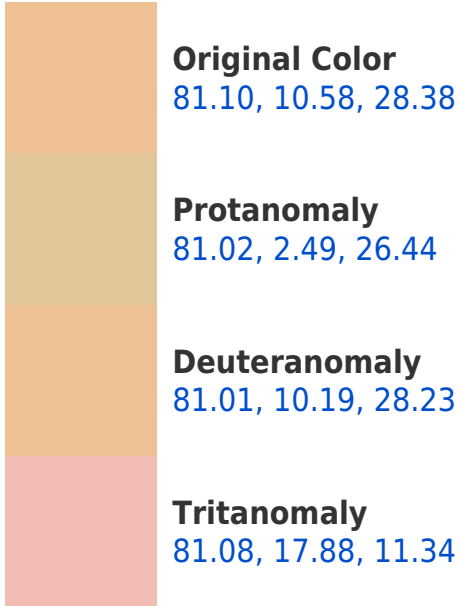 Original Color
81.10, 10.58, 28.38
Protanomaly
81.02, 2.49, 26.44
Deuteranomaly
81.01, 10.19, 28.23
Tritanomaly
81.08, 17.88, 11.34